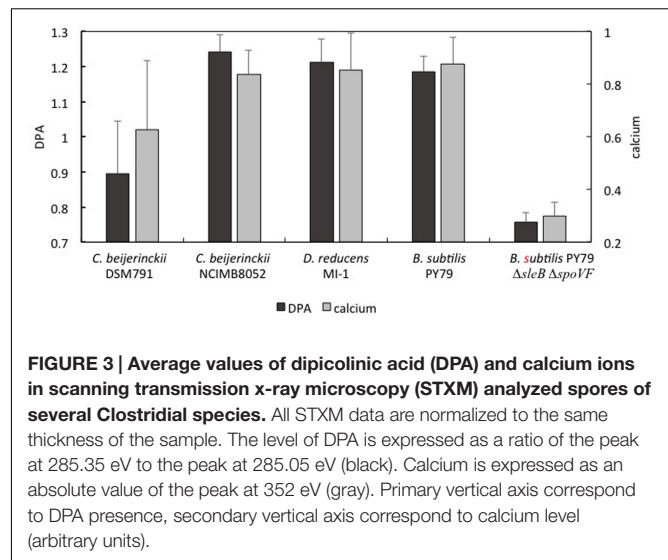 1.3
1.2
1.1
1
0.9
0.8
0.7
DPA
1
0.8
0.6
0.4
0.2
calcium
C. beijerinckii DSM791
C. beijerinckii NCIMB8052
D. reducens MI-1
B. subtilis PY79
B. subtilis PY79 ΔsleB ΔspoVF
DPA calcium
FIGURE 3 | Average values of dipicolinic acid (DPA) and calcium ions
in scanning transmission x-ray microscopy (STXM) analyzed spores of
several Clostridial species. All STXM data are normalized to the same
thickness of the sample. The level of DPA is expressed as a ratio of the peak
at 285.35 eV to the peak at 285.05 eV (black). Calcium is expressed as an
absolute value of the peak at 352 eV (gray). Primary vertical axis correspond
to DPA presence, secondary vertical axis correspond to calcium level
(arbitrary units).